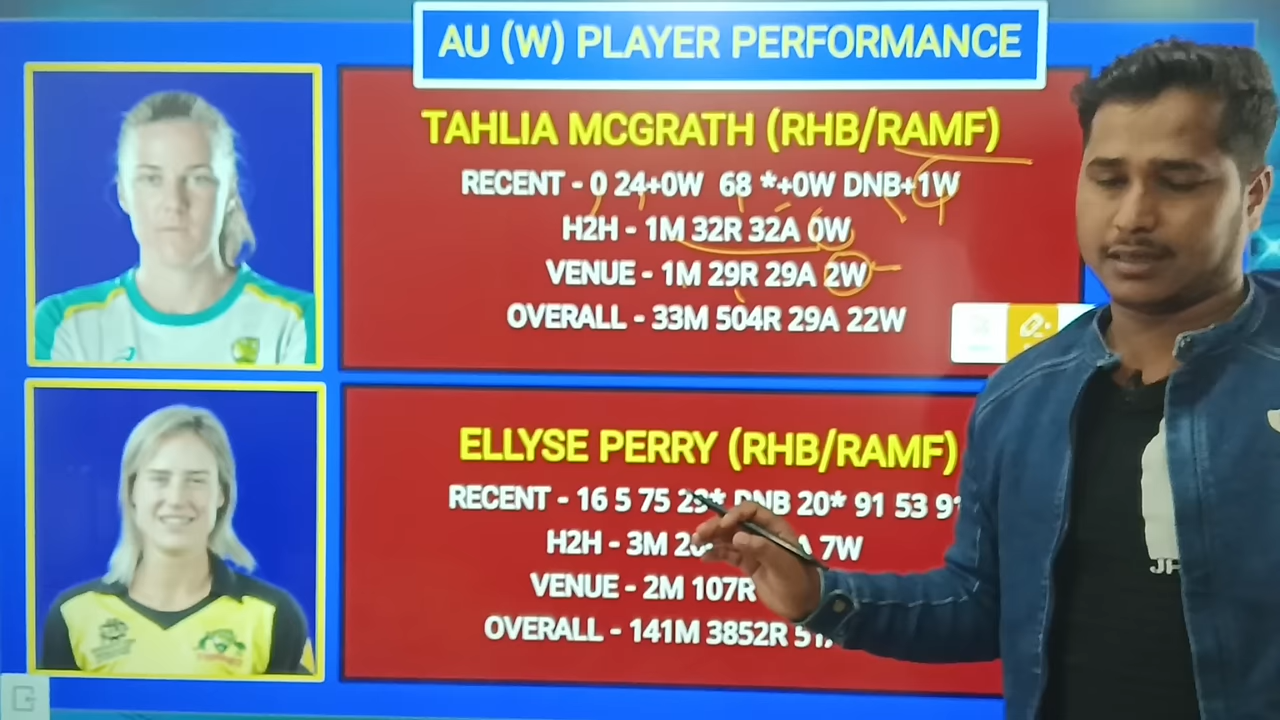 AU (W) PLAYER PERFORMANCE
TAHLIA MCGRATH (RHB/RAMF)
RECENT - 0 24+0W 68 *+0W DNB+1W
H2H - 1M 32R 32A 0W
VENUE - 1M 29R 29A 2W
OVERALL - 33M 504R 29A 22W
ELLYSE PERRY (RHB/RAMF)
RECENT - 16 5 75 29* DNB 20* 91 53
H2H - 3M 7W
VENUE - 2M 107R
OVERALL - 141M 3852R